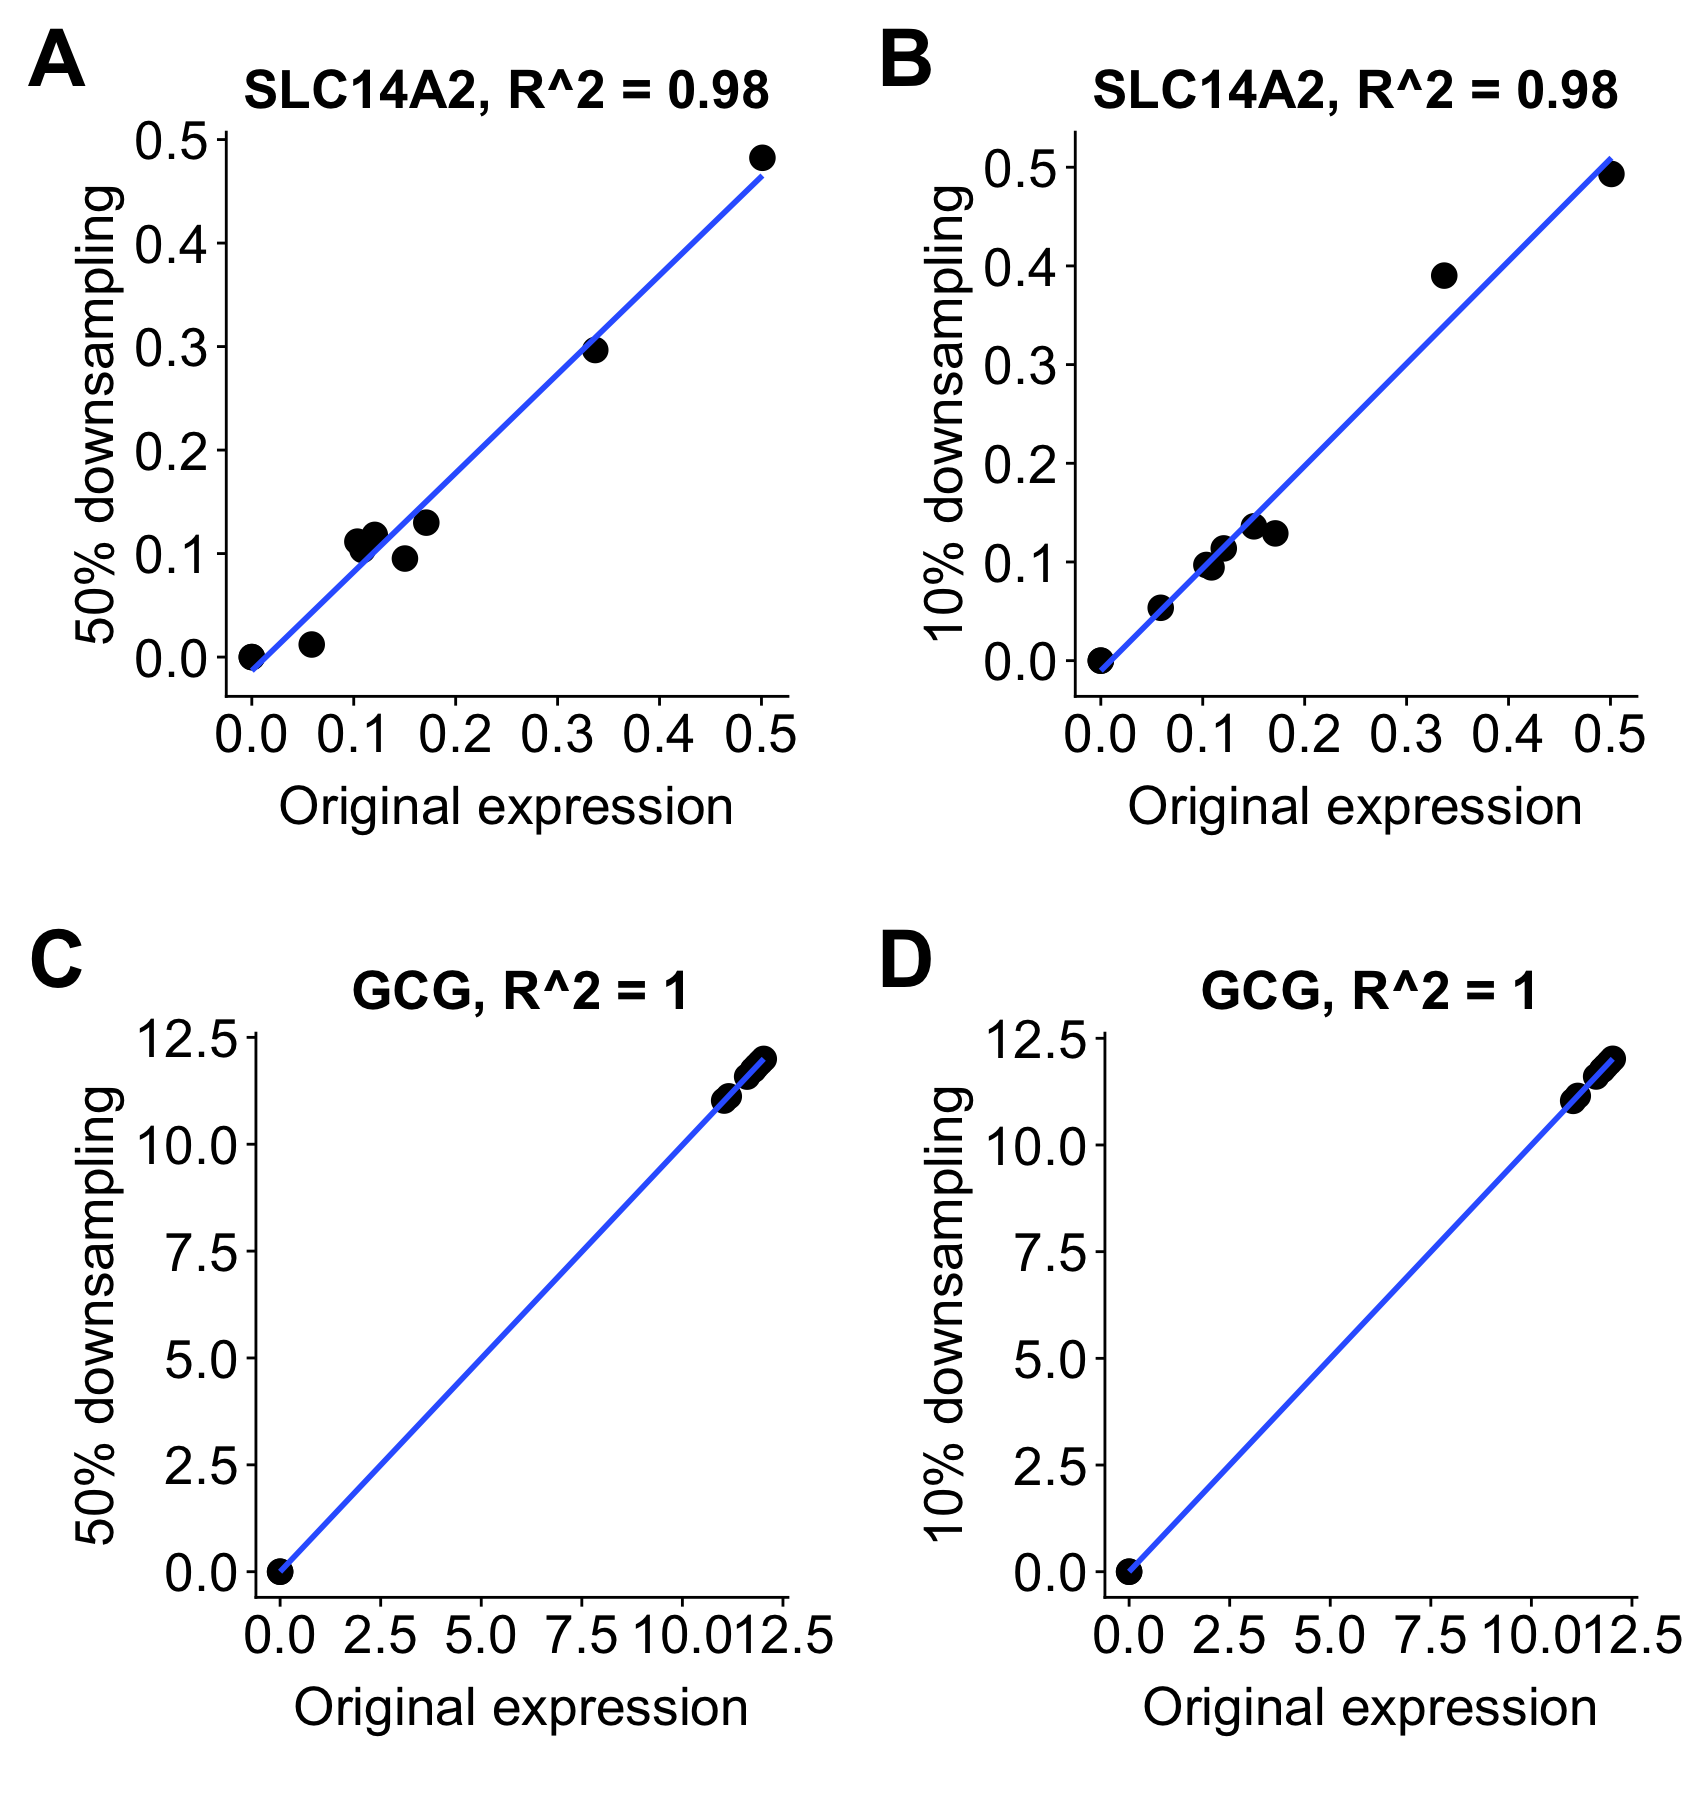 A
SLC14A2, R^2 = 0.98
50% downsampling
0.5
0.4
0.3
0.2
0.1
0.0
0.0 0.1 0.2 0.3 0.4 0.5
Original expression
B
SLC14A2, R^2 = 0.98
10% downsampling
0.5
0.4
0.3
0.2
0.1
0.0
0.0 0.1 0.2 0.3 0.4 0.5
Original expression
C
GCG, R^2 = 1
50% downsampling
12.5
10.0
7.5
5.0
2.5
0.0
0.0 2.5 5.0 7.5 10.0 12.5
Original expression
D
GCG, R^2 = 1
10% downsampling
12.5
10.0
7.5
5.0
2.5
0.0
0.0 2.5 5.0 7.5 10.0 12.5
Original expression